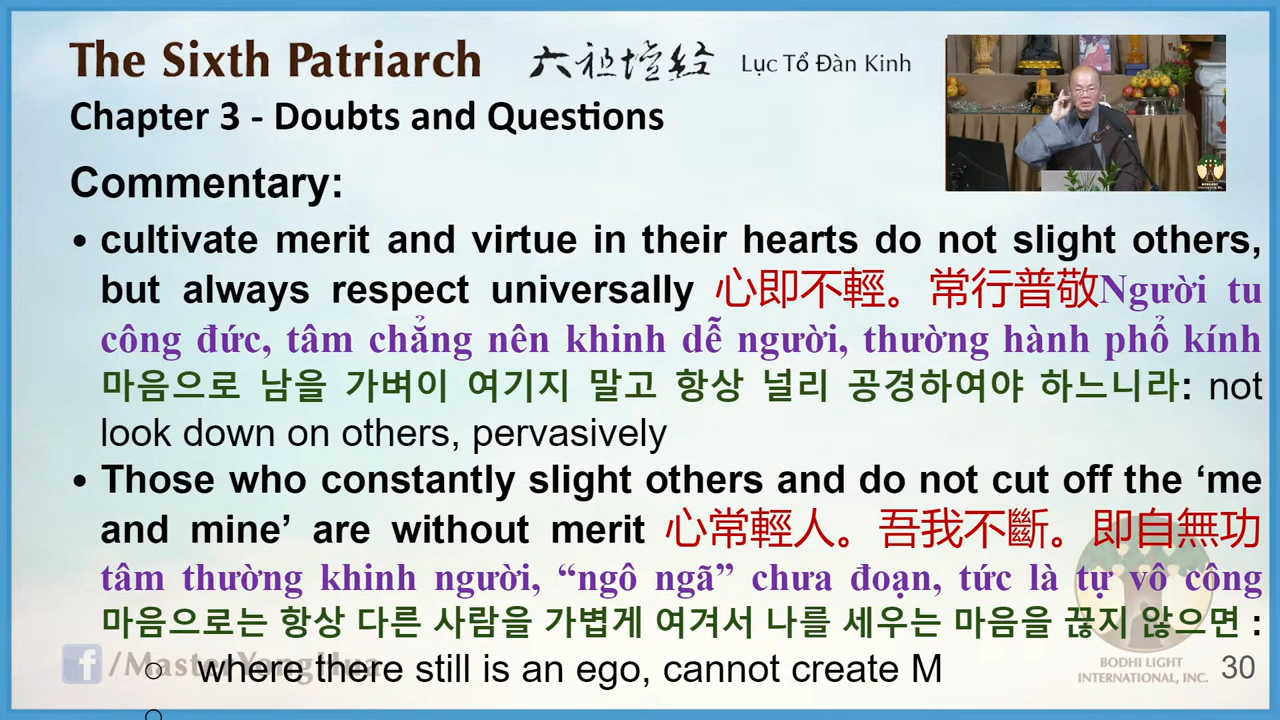 The Sixth Patriarch 六祖壇経 Lục Tổ Đàn Kinh
Chapter 3 - Doubts and Questions
Commentary:
• cultivate merit and virtue in their hearts do not slight others,
but always respect universally 心即不輕。常行普敬Người tu
công đức, tâm chẳng nên khinh dễ người, thường hành phổ kính
마음으로 남을 가벼이 여기지 말고 항상 널리 공경하여야 하느니라: not
look down on others, pervasively
• Those who constantly slight others and do not cut off the ‘me
and mine’ are without merit 心常輕人。吾我不斷。即自無功
tâm thường khinh người, “ngô ngã” chưa đoạn, tức là tự vô công
마음으로는 항상 다른 사람을 가볍게 여겨서 나를 세우는 마음을 끊지 않으면 :
○ where there still is an ego, cannot create M
f /MasterYongHua
BODHI LIGHT
INTERNATIONAL, INC.
30